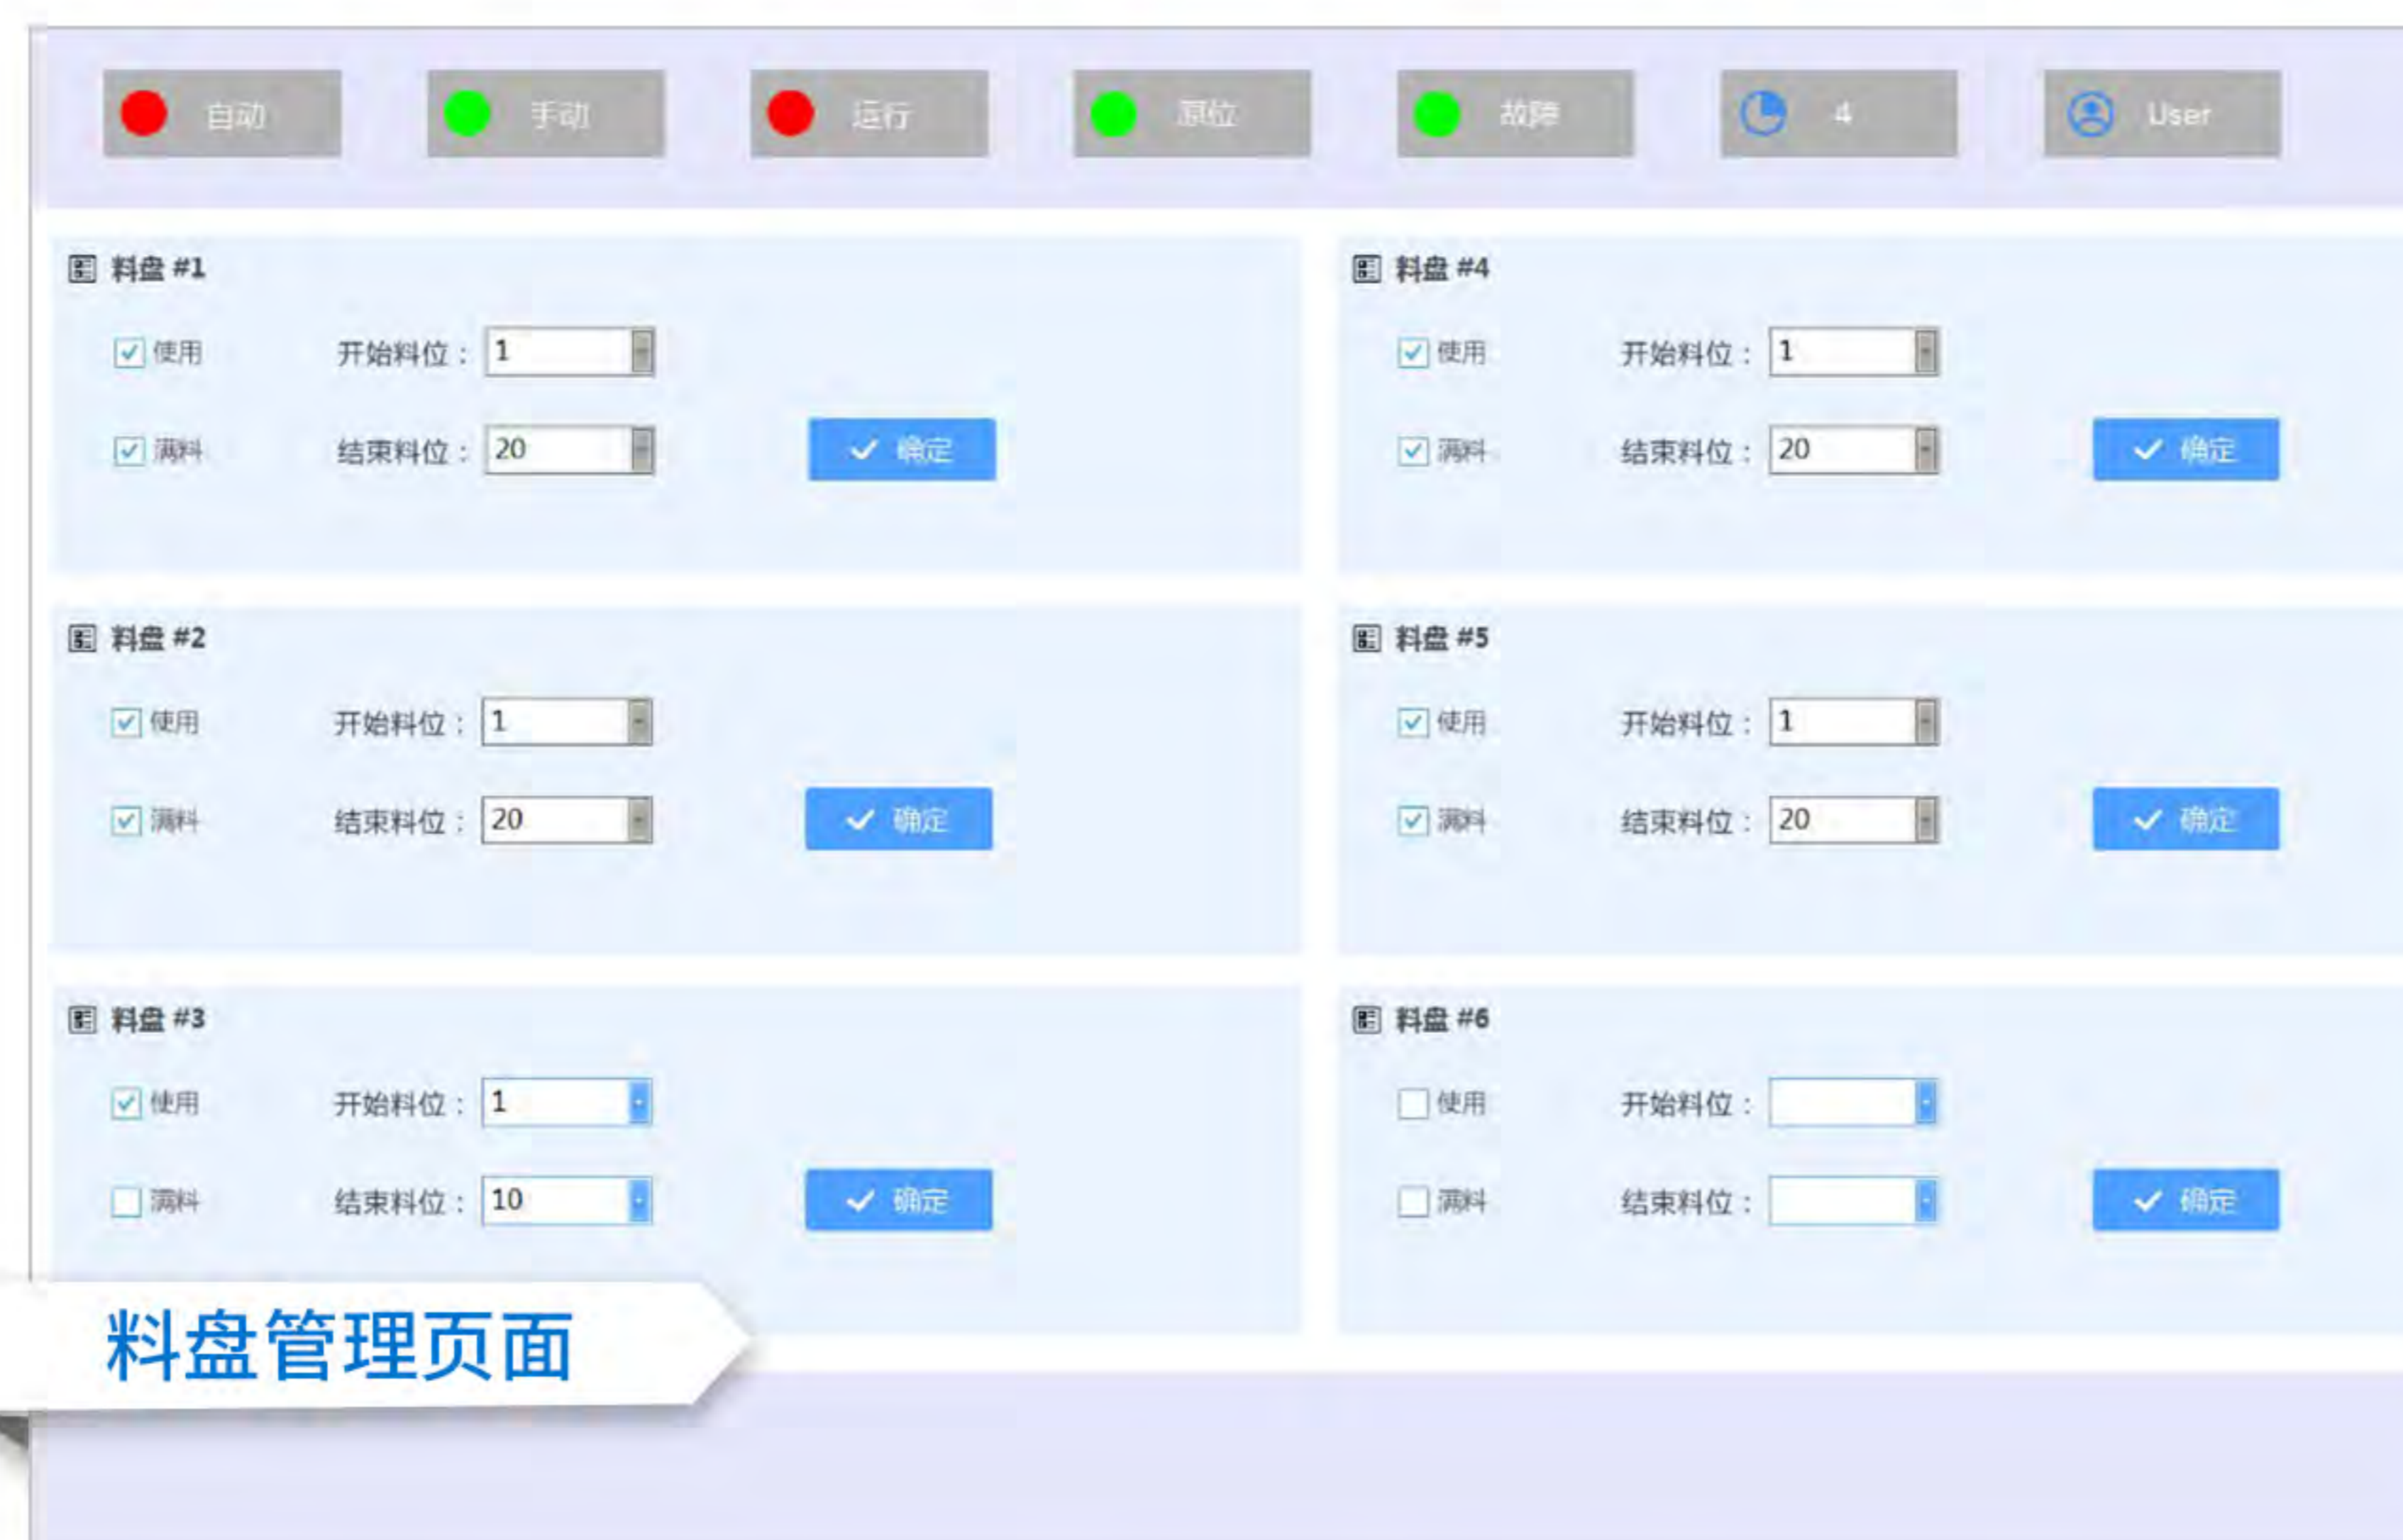 自动 手动 运行 原位 故障 4 User
料盘 #1
使用 开始料位： 1
满料 结束料位： 20 确定
料盘 #4
使用 开始料位： 1
满料 结束料位： 20 确定
料盘 #2
使用 开始料位： 1
满料 结束料位： 20 确定
料盘 #5
使用 开始料位： 1
满料 结束料位： 20 确定
料盘 #3
使用 开始料位： 1
满料 结束料位： 10 确定
料盘 #6
使用 开始料位：
满料 结束料位： 确定
料盘管理页面